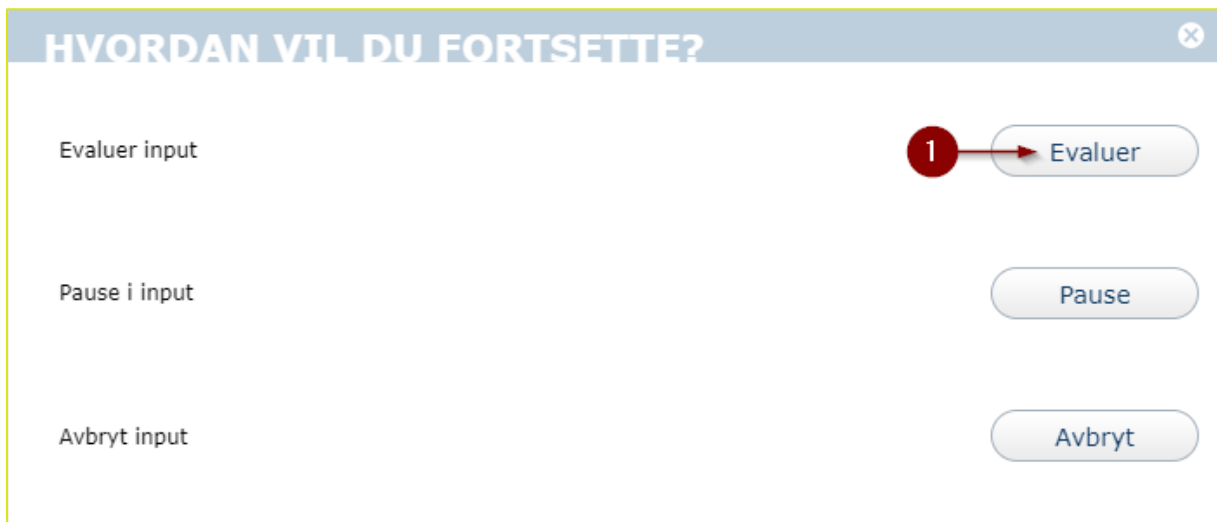 HVORDAN VIL DU FORTSETTE?
Evaluer input
1
Evaluer
Pause i input
Pause
Avbryt input
Avbryt